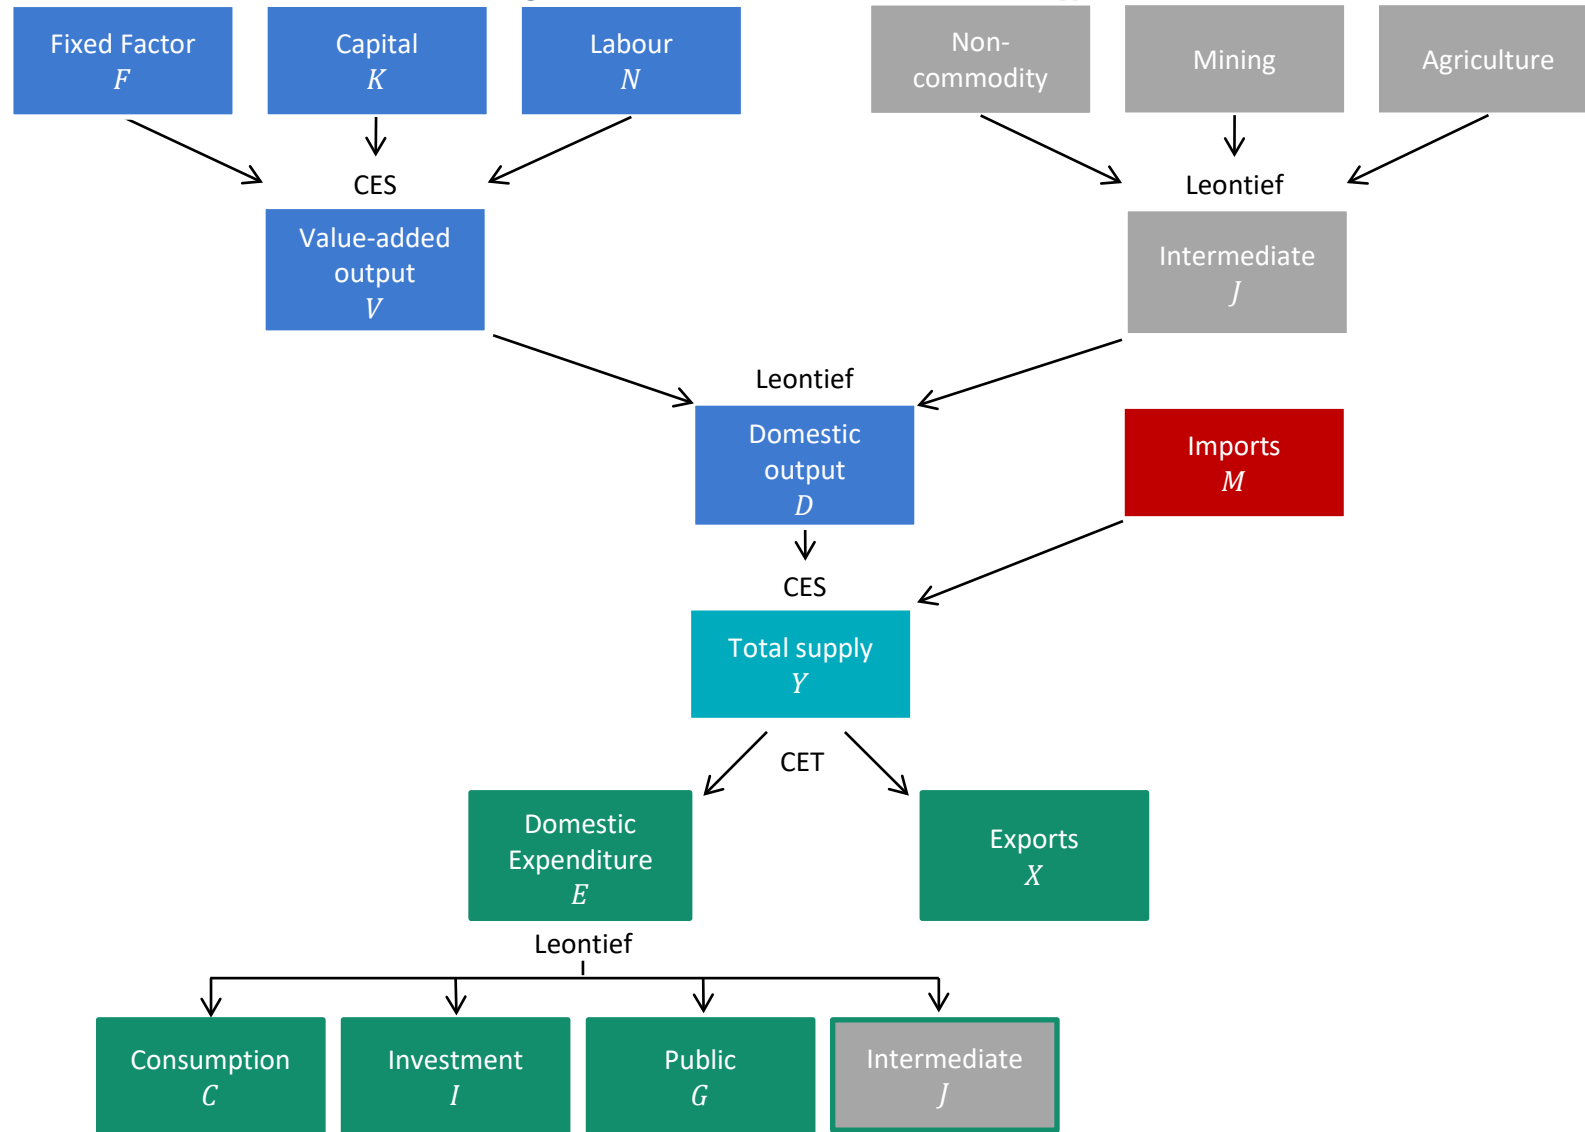 Fixed Factor
F
Capital
K
Labour
N
Non-
commodity
Mining
Agriculture
CES
Leontief
Value-added
output
V
Intermediate
J
Leontief
Domestic
output
D
Imports
M
CES
Total supply
Y
CET
Domestic
Expenditure
E
Exports
X
Leontief
Consumption
C
Investment
I
Public
G
Intermediate
J